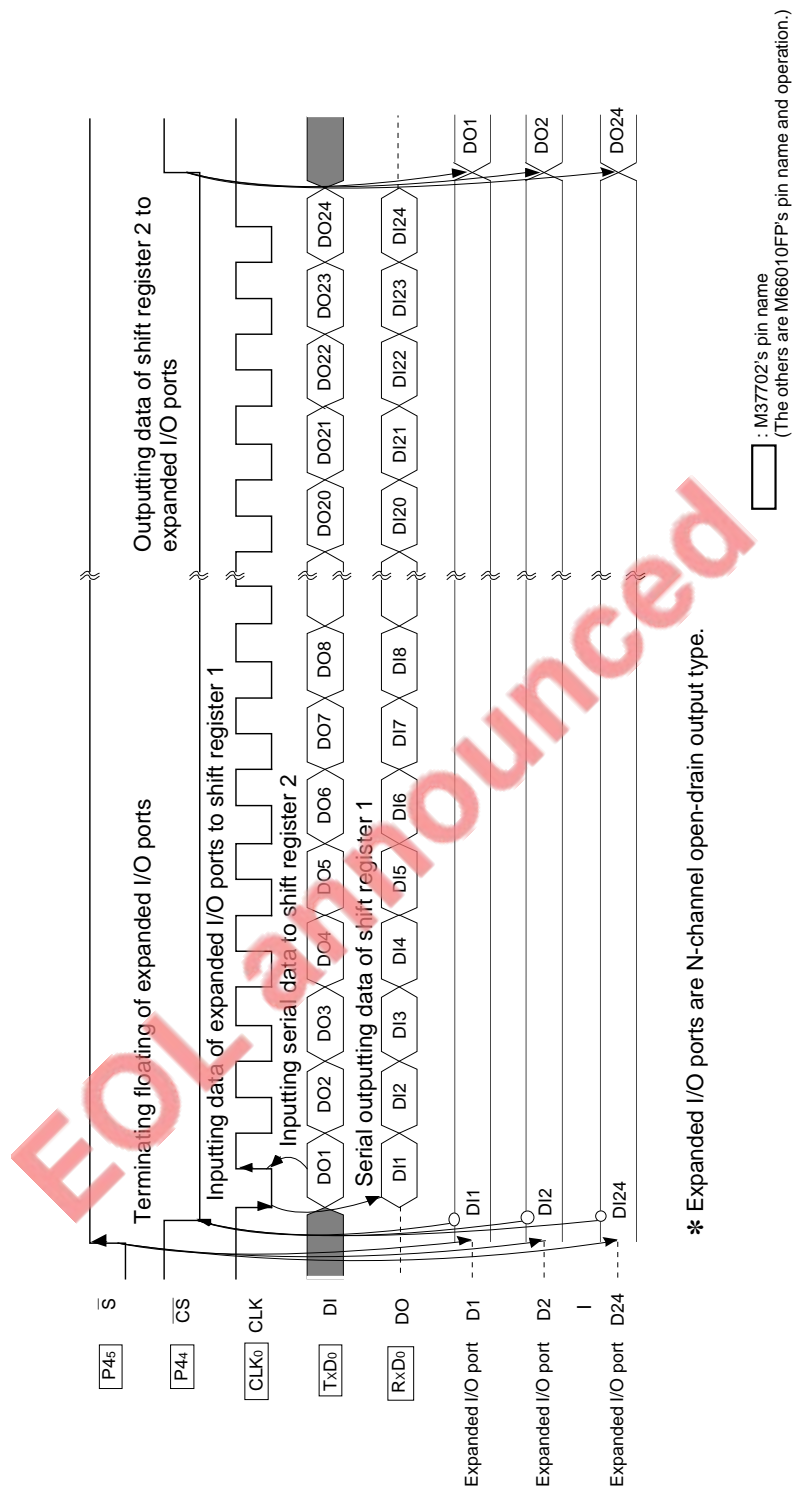 P45 S
P44 CS
CLK0 CLK
TxD0 DI
RxD0 DO
Expanded I/O port D1
Expanded I/O port D2
I
Expanded I/O port D24
Terminating floating of expanded I/O ports
Outputting data of shift register 2 to
expanded I/O ports
Inputting data of expanded I/O ports to shift register 1
Inputting serial data to shift register 2
DO1 DO2 DO3 DO4 DO5 DO6 DO7 DO8 DO20 DO21 DO22 DO23 DO24
Serial outputting data of shift register 1
DI1 DI2 DI3 DI4 DI5 DI6 DI7 DI8 DI20 DI21 DI22 DI23 DI24
DI1 DO1
DI2 DO2
DI24 DO24
✻ Expanded I/O ports are N-channel open-drain output type.
: M37702's pin name
(The others are M66010FP's pin name and operation.)
EOL announced